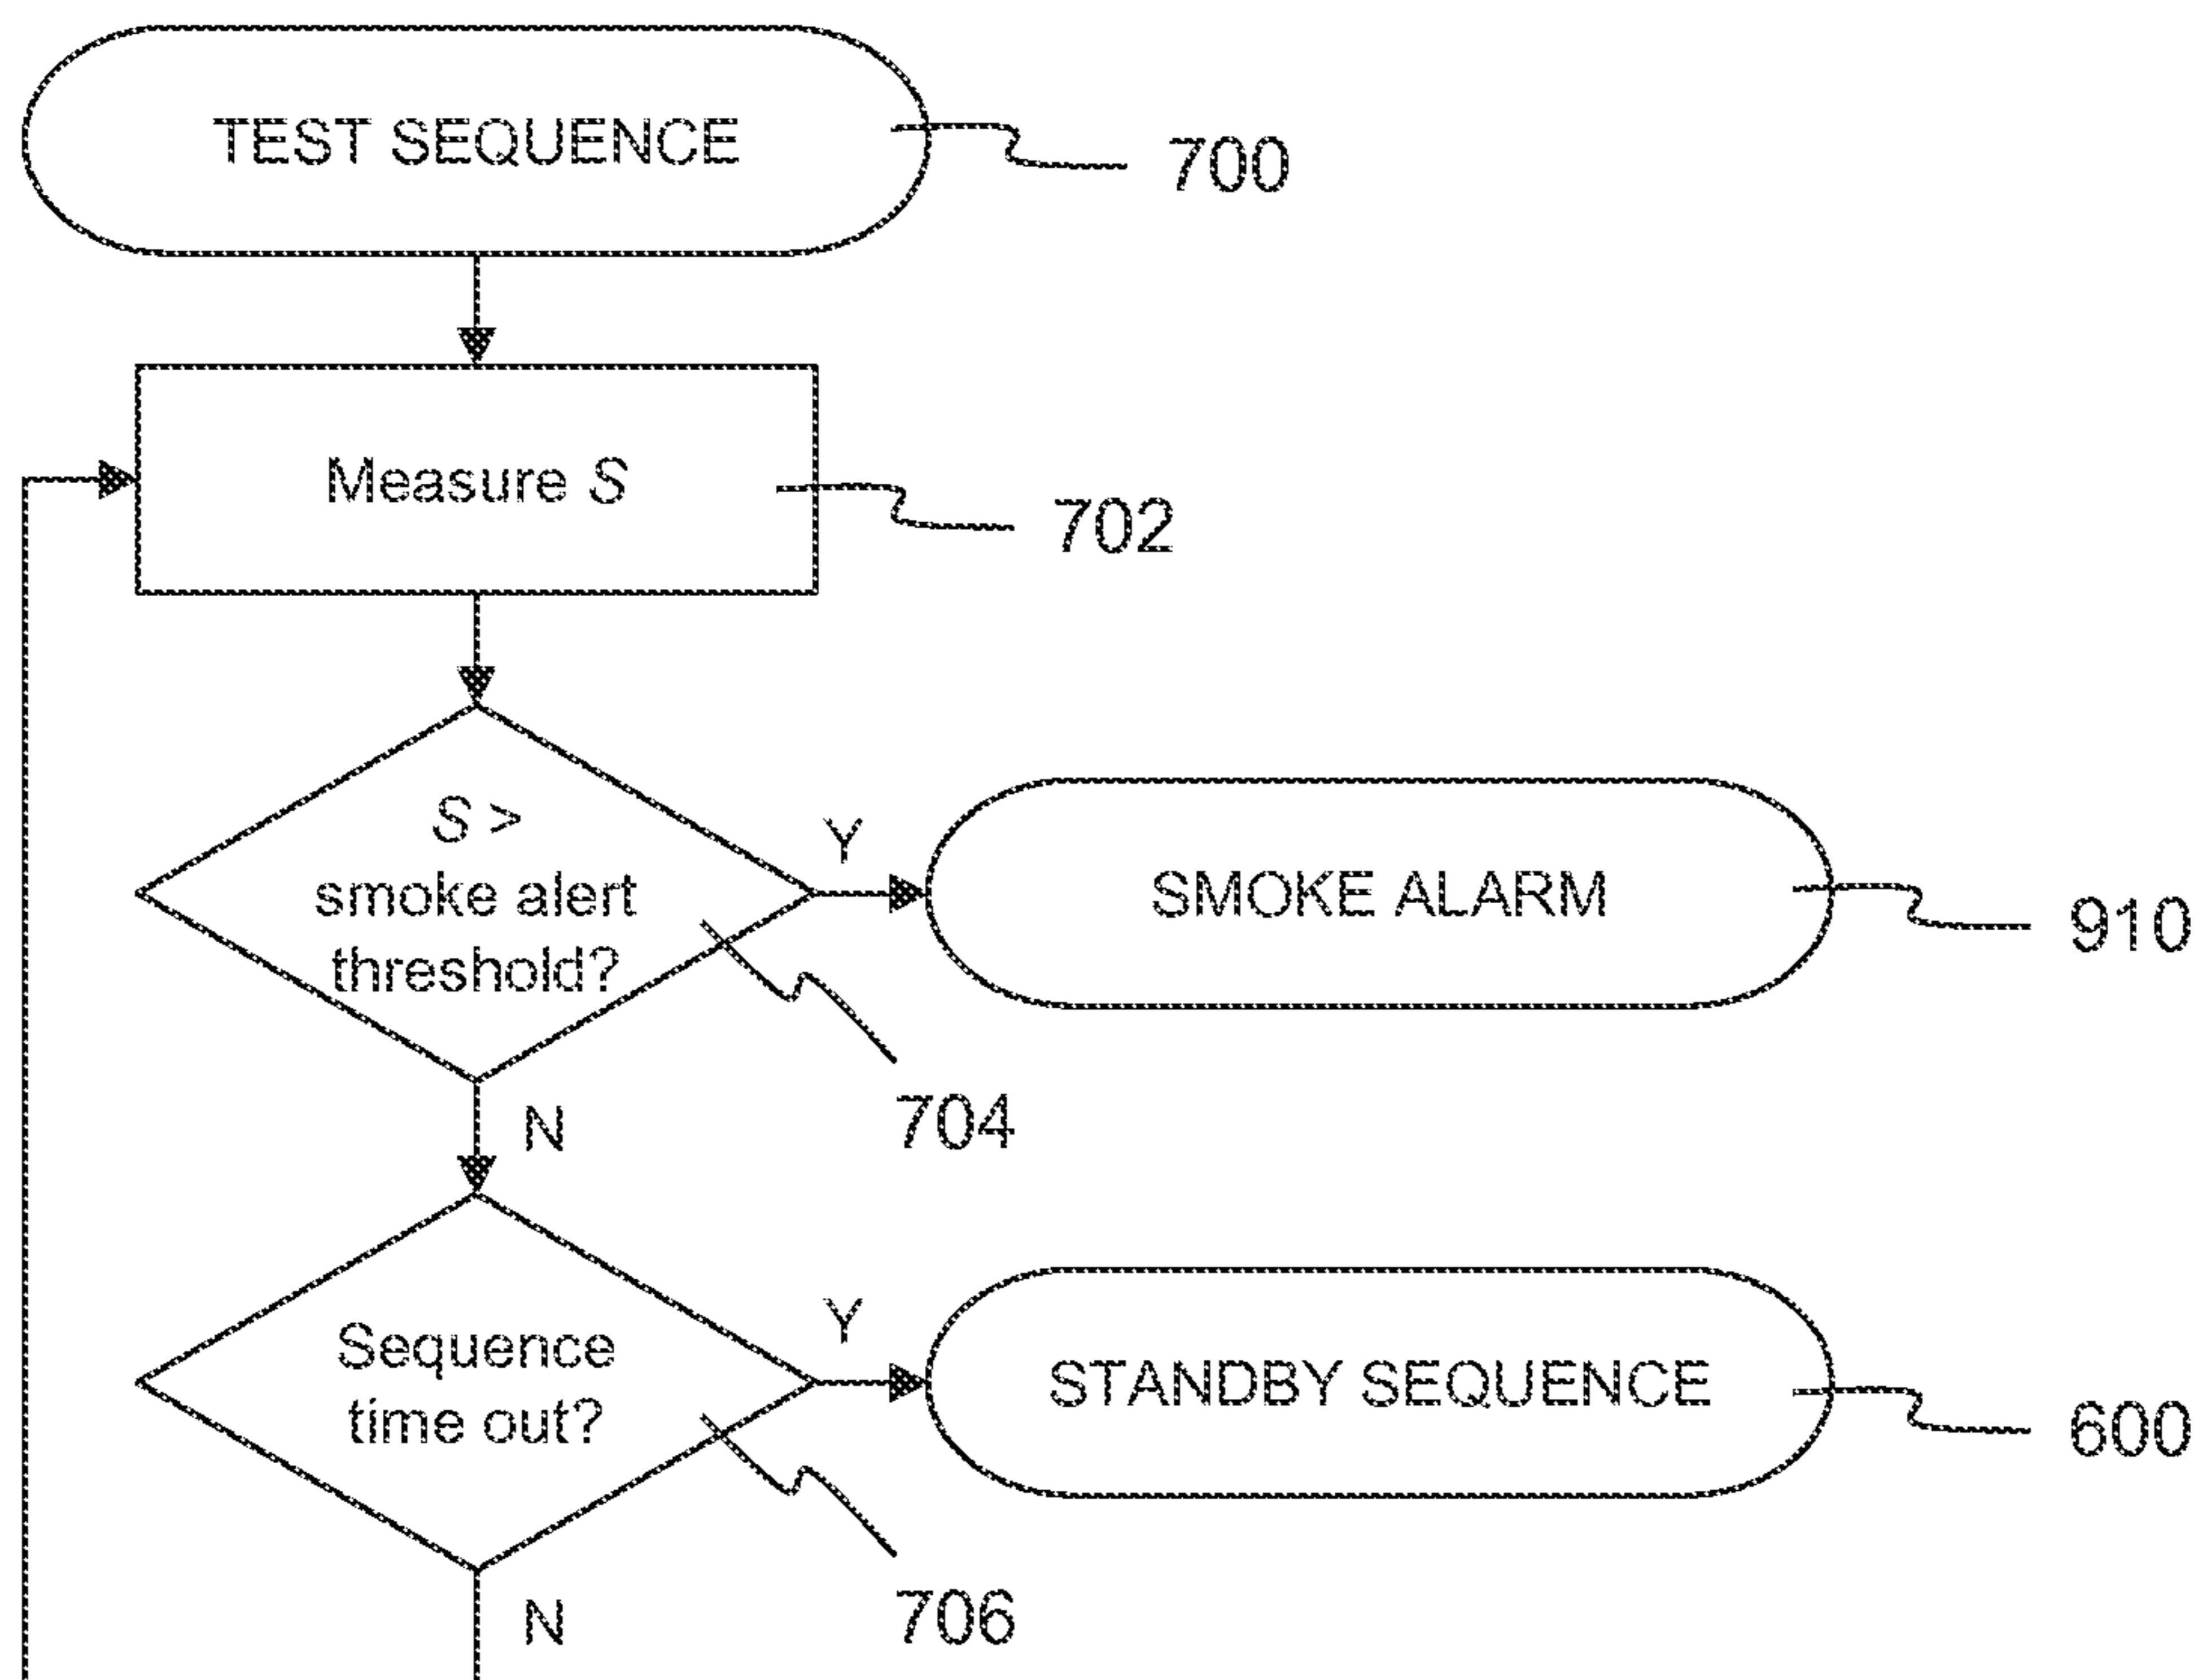 TEST SEQUENCE
700
Measure S
702
S >
smoke alert
threshold?
Y
SMOKE ALARM
910
704
N
Sequence
time out?
Y
STANDBY SEQUENCE
600
706
N